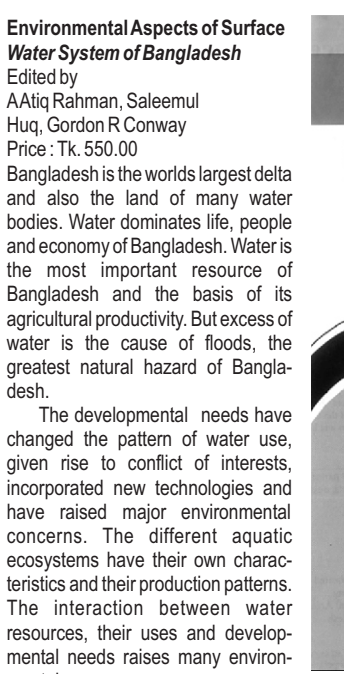 Environmental Aspects of Surface
Water System of Bangladesh
Edited by
A Atiq Rahman, Saleemul
Huq, Gordon R Conway
Price : Tk. 550.00
Bangladesh is the worlds largest delta
and also the land of many water
bodies. Water dominates life, people
and economy of Bangladesh. Water is
the most important resource of
Bangladesh and the basis of its
agricultural productivity. But excess of
water is the cause of floods, the
greatest natural hazard of Bangla-
desh.
The developmental needs have
changed the pattern of water use,
given rise to conflict of interests,
incorporated new technologies and
have raised major environmental
concerns. The different aquatic
ecosystems have their own charac-
teristics and their production patterns.
The interaction between water
resources, their uses and develop-
mental needs raises many environ-